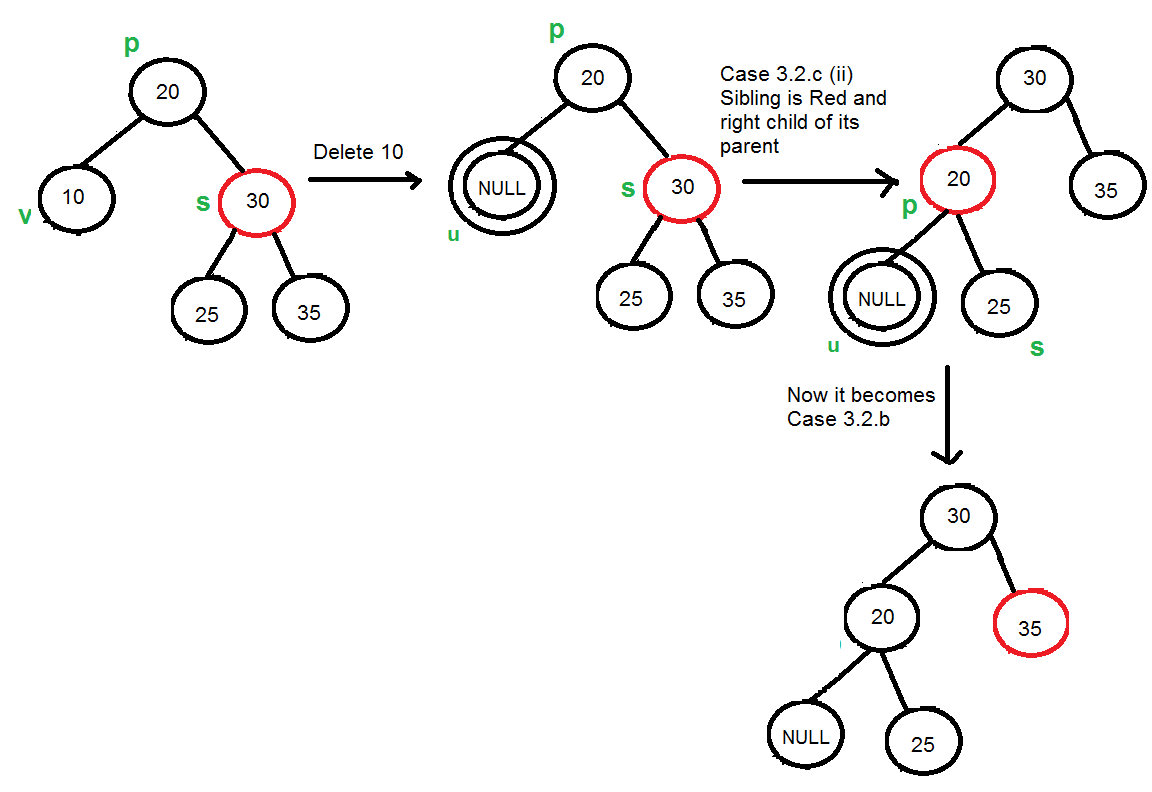 p
20
10
v
s
30
25
35
Delete 10
p
20
NULL
u
s
30
25
35
Case 3.2.c (ii)
Sibling is Red and
right child of its
parent
30
20
p
35
NULL
u
25
s
Now it becomes
Case 3.2.b
30
20
35
NULL
25